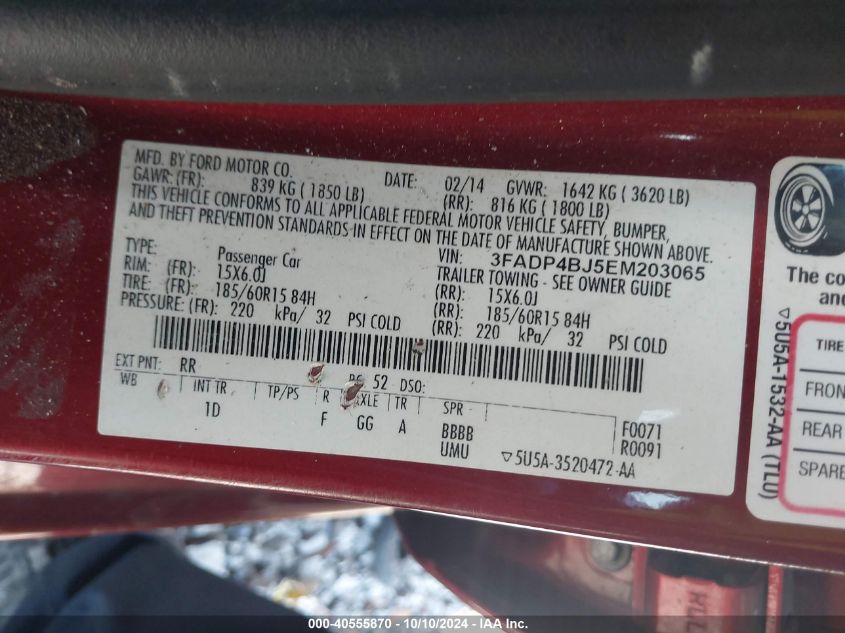 MFD. BY FORD MOTOR CO. DATE: 02/14 GVWR: 1642 KG ( 3620 LB)
GAWR: (FR): 839 KG ( 1850 LB) (RR): 816 KG ( 1800 LB)
THIS VEHICLE CONFORMS TO ALL APPLICABLE FEDERAL MOTOR VEHICLE SAFETY, BUMPER,
AND THEFT PREVENTION STANDARDS IN EFFECT ON THE DATE OF MANUFACTURE SHOWN ABOVE.
VIN: 3FADP4BJ5EM203065
TYPE: Passenger Car TRAILER TOWING - SEE OWNER GUIDE
RIM: (FR): 15X6.0J (RR): 15X6.0J
TIRE: (FR): 185/60R15 84H (RR): 185/60R15 84H
PRESSURE: (FR): 220 kPa/ 32 PSI COLD (RR): 220 kPa/ 32 PSI COLD
EXT PNT: RR 52 DSO:
WB INT TR TP/PS R AXLE TR SPR
1D F GG A BBBB F0071
UMU R0091
▽5U5A-3520472-AA
The co
and
TIRE
FRON
REAR
SPARE
▽5U5A-1532-AA (TLU)
000-40555870 - 10/10/2024 - IAAI, Inc.